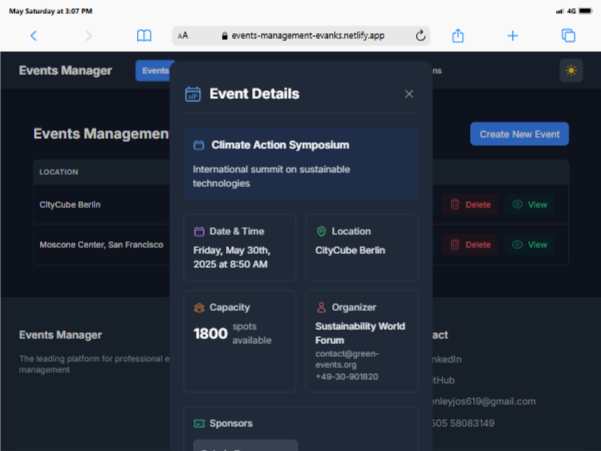 May Saturday at 3:07 PM
4G
AA events-management-evanks.netlify.app
Events Manager
Events
ns
Event Details
Events Managemen
Create New Event
Climate Action Symposium
International summit on sustainable
technologies
LOCATION
CityCube Berlin
Delete
View
Moscone Center, San Francisco
Delete
View
Date & Time
Friday, May 30th,
2025 at 8:50 AM
Location
CityCube Berlin
Capacity
1800 spots
available
Organizer
Sustainability World
Forum
contact@green-
events.org
+49-30-901820
Sponsors
Events Manager
The leading platform for professional e
management
act
nkedIn
tHub
enleyjos619@gmail.com
505 58083149